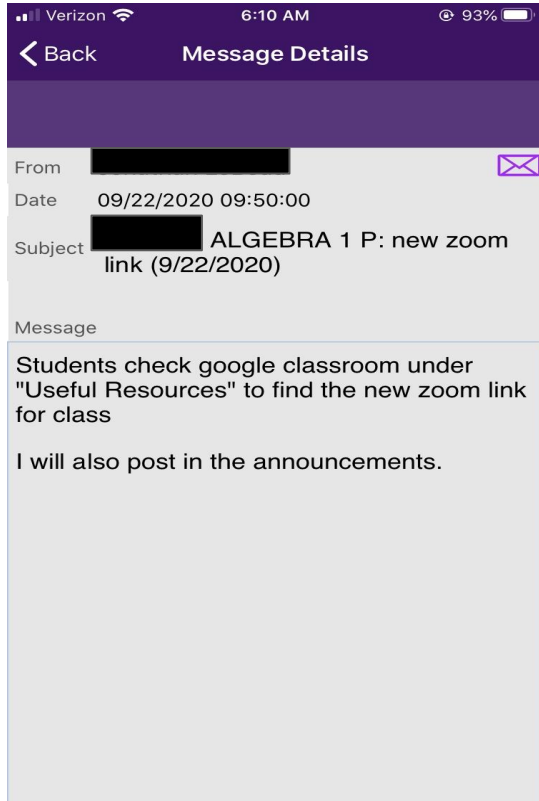 Verizon 6:10 AM 93%
Back Message Details
From
Date 09/22/2020 09:50:00
Subject ALGEBRA 1 P: new zoom
link (9/22/2020)
Message
Students check google classroom under
"Useful Resources" to find the new zoom link
for class
I will also post in the announcements.